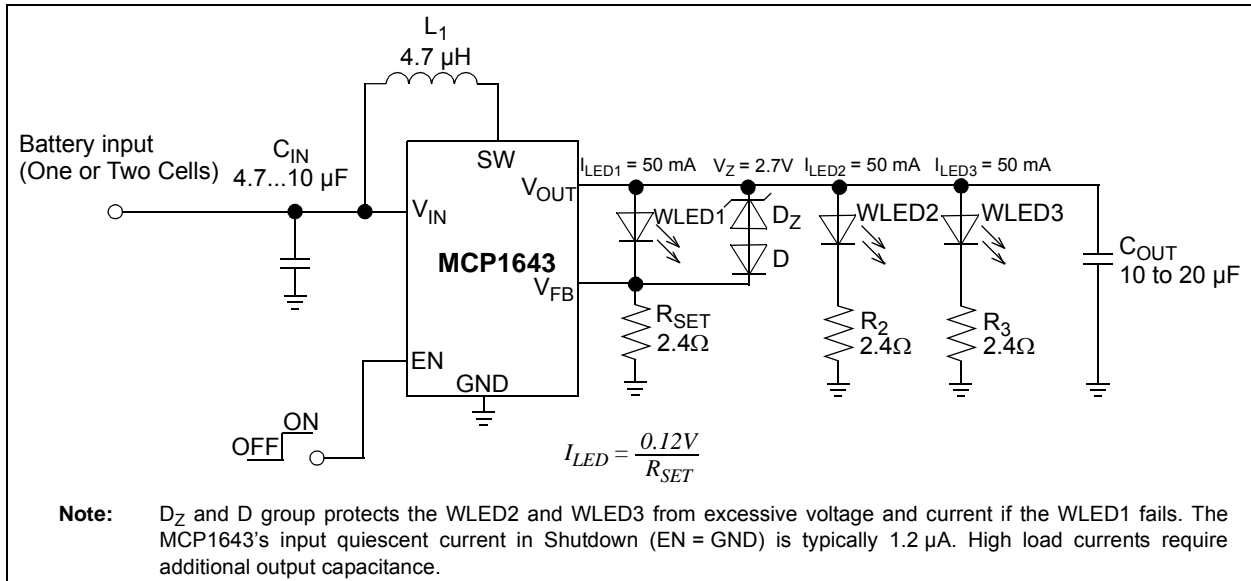 L1
4.7 µH
Battery input
(One or Two Cells)
CIN
4.7...10 µF
SW
ILED1 = 50 mA
VZ = 2.7V
ILED2 = 50 mA
ILED3 = 50 mA
VOUT
VIN
WLED1
DZ
WLED2
WLED3
MCP1643
D
COUT
10 to 20 µF
VFB
RSET
2.4Ω
R2
2.4Ω
R3
2.4Ω
EN
GND
ON
OFF
ILED = 0.12V / RSET
Note: DZ and D group protects the WLED2 and WLED3 from excessive voltage and current if the WLED1 fails. The
MCP1643's input quiescent current in Shutdown (EN = GND) is typically 1.2 µA. High load currents require
additional output capacitance.